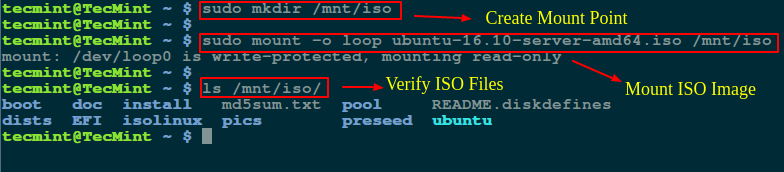 tecmint@TecMint ~ $ sudo mkdir /mnt/iso
Create Mount Point
tecmint@TecMint ~ $
tecmint@TecMint ~ $ sudo mount -o loop ubuntu-16.10-server-amd64.iso /mnt/iso
mount: /dev/loop0 is write-protected, mounting read-only
tecmint@TecMint ~ $
Verify ISO Files
Mount ISO Image
tecmint@TecMint ~ $ ls /mnt/iso/
boot doc install md5sum.txt pool README.diskdefines
dists EFI isolinux pics preseed ubuntu
tecmint@TecMint ~ $